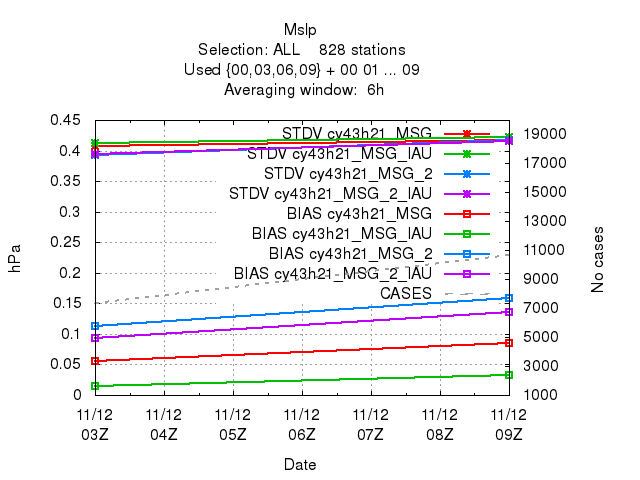 Mslp
Selection: ALL    828 stations
Used {00,03,06,09} + 00 01 ... 09
Averaging window:  6h
hPa
0.45
0.4
0.35
0.3
0.25
0.2
0.15
0.1
0.05
0
STDV cy43h21_MSG
STDV cy43h21_MSG_IAU
STDV cy43h21_MSG_2
STDV cy43h21_MSG_2_IAU
BIAS cy43h21_MSG
BIAS cy43h21_MSG_IAU
BIAS cy43h21_MSG_2
BIAS cy43h21_MSG_2_IAU
CASES
19000
17000
15000
13000
11000
9000
7000
5000
3000
1000
No cases
11/12 11/12 11/12 11/12 11/12 11/12 11/12
03Z 04Z 05Z 06Z 07Z 08Z 09Z
Date